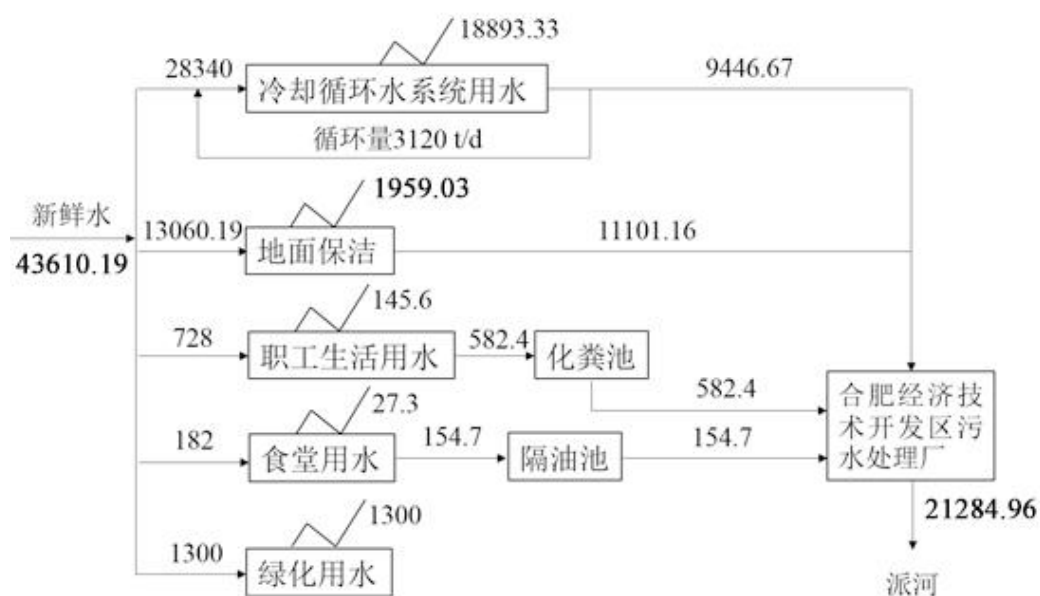 18893.33
28340
冷却循环水系统用水
9446.67
循环量3120 t/d
1959.03
新鲜水
13060.19
地面保洁
11101.16
43610.19
145.6
728
职工生活用水
582.4
化粪池
582.4
27.3
182
食堂用水
154.7
隔油池
154.7
合肥经济技
术开发区污
水处理厂
1300
21284.96
1300
绿化用水
派河